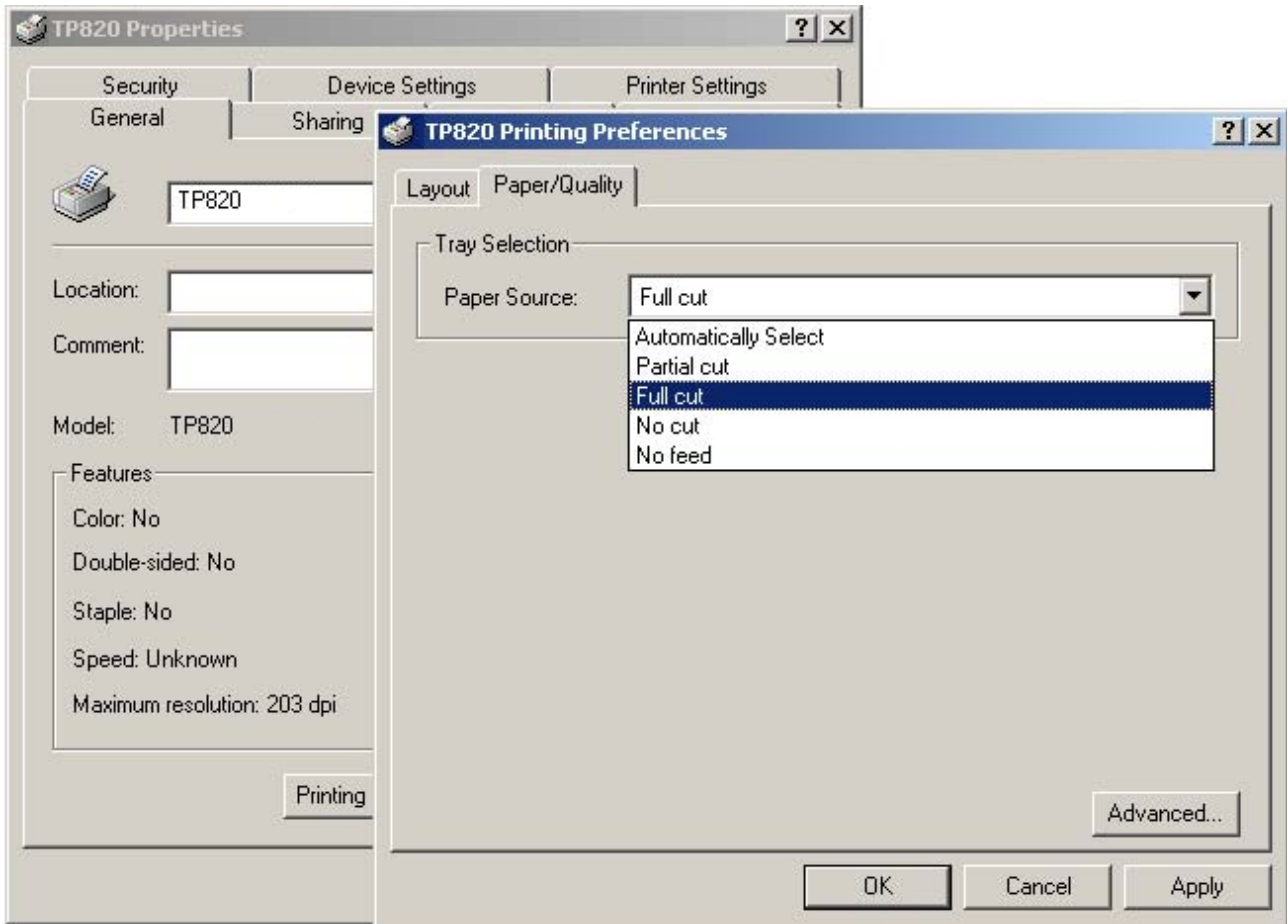 TP820 Properties
Security
Device Settings
Printer Settings
General
Sharing
TP820
Location:
Comment:
Model: TP820
Features
Color: No
Double-sided: No
Staple: No
Speed: Unknown
Maximum resolution: 203 dpi
Printing
TP820 Printing Preferences
Layout
Paper/Quality
Tray Selection
Paper Source: Full cut
Automatically Select
Partial cut
Full cut
No cut
No feed
Advanced...
OK
Cancel
Apply